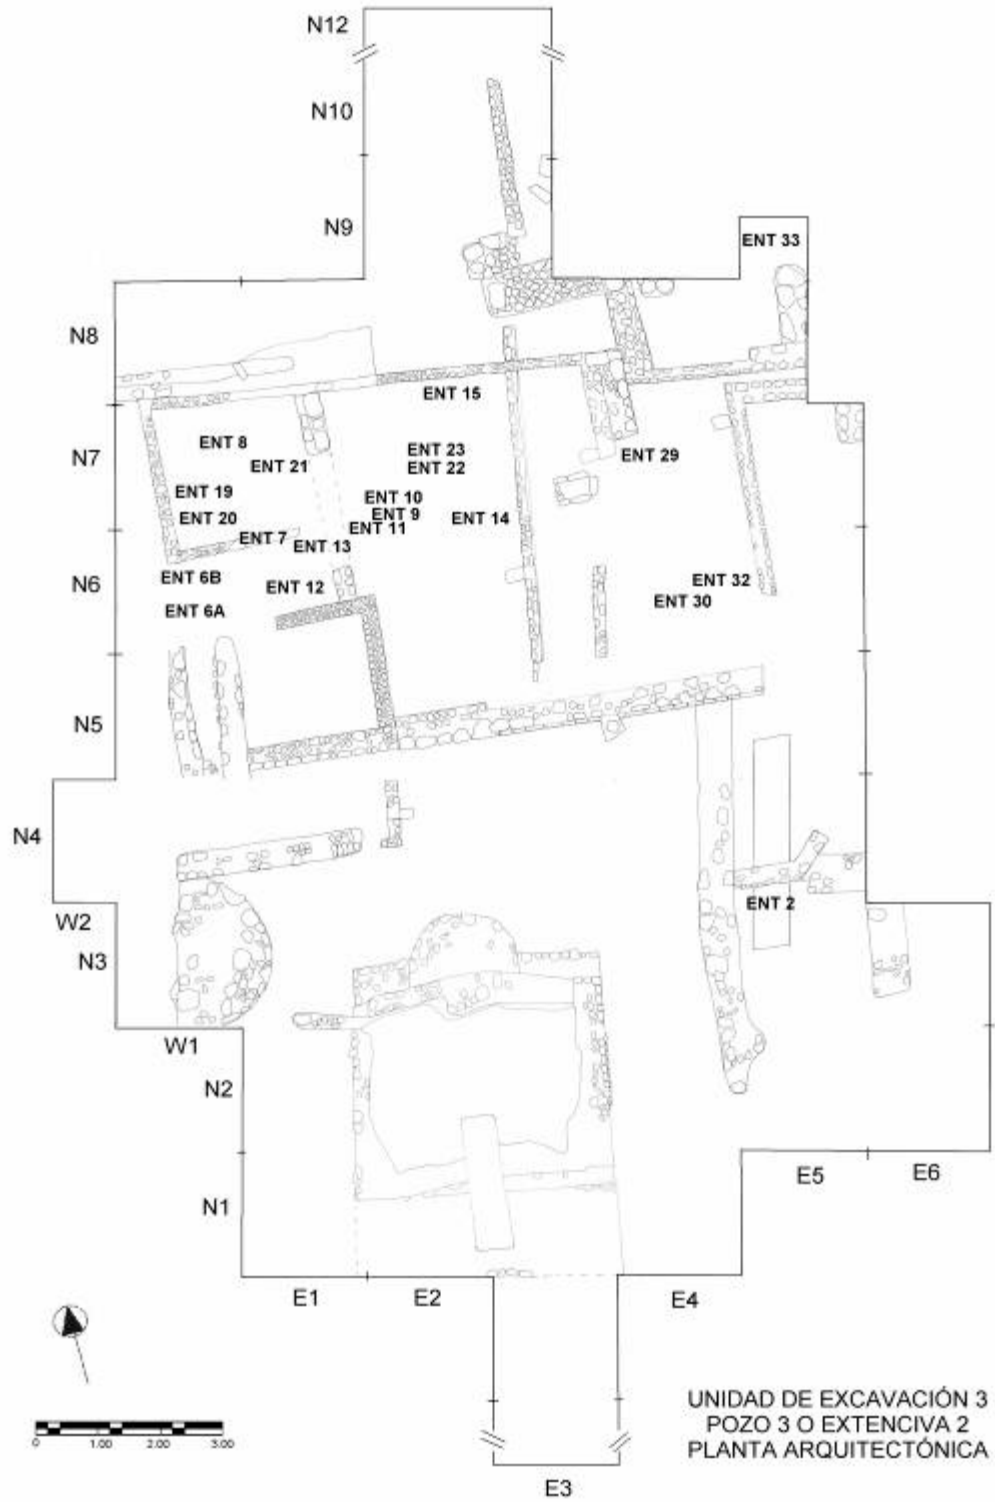 N12
N10
N9
ENT 33
N8
ENT 15
ENT 8
ENT 23
N7
ENT 21
ENT 22
ENT 29
ENT 19
ENT 10
ENT 20
ENT 9
ENT 14
ENT 11
ENT 7
ENT 13
N6
ENT 6B
ENT 12
ENT 32
ENT 6A
ENT 30
N5
N4
ENT 2
W2
N3
W1
N2
E5
E6
N1
E1
E2
E4
0 1.00 2.00 3.00
UNIDAD DE EXCAVACIÓN 3
POZO 3 O EXTENCIVA 2
PLANTA ARQUITECTÓNICA
E3